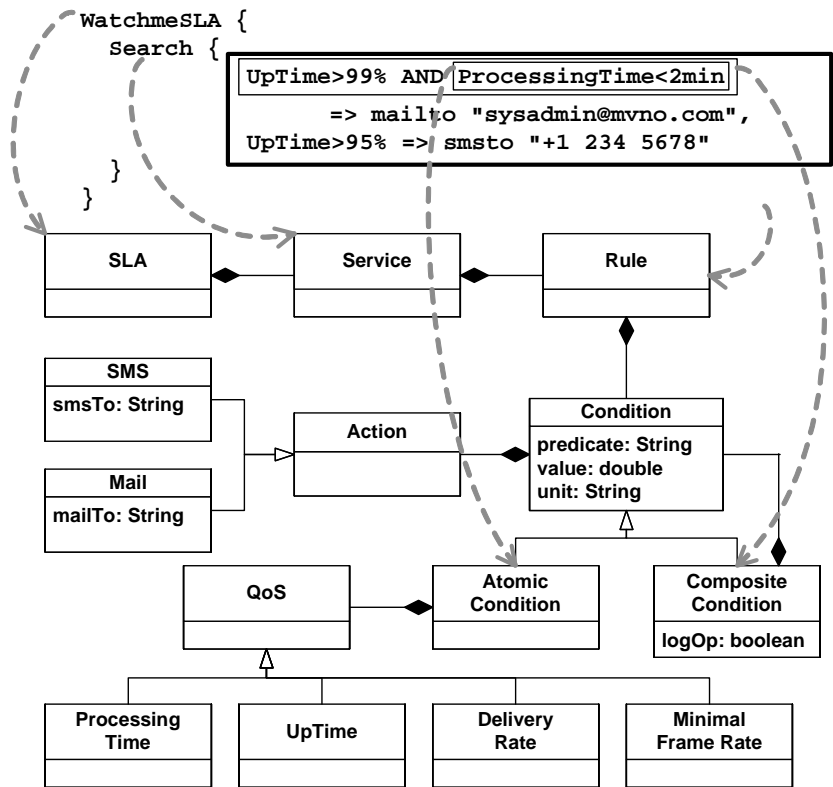 WatchmeSLA {
Search {
UpTime>99% AND ProcessingTime<2min
=> mailto "sysadmin@mvno.com",
UpTime>95% => smsto "+1 234 5678"
}
}
SLA
Service
Rule
SMS
smsTo: String
Action
Condition
predicate: String
value: double
unit: String
Mail
mailTo: String
QoS
Atomic
Condition
Composite
Condition
logOp: boolean
Processing
Time
UpTime
Delivery
Rate
Minimal
Frame Rate